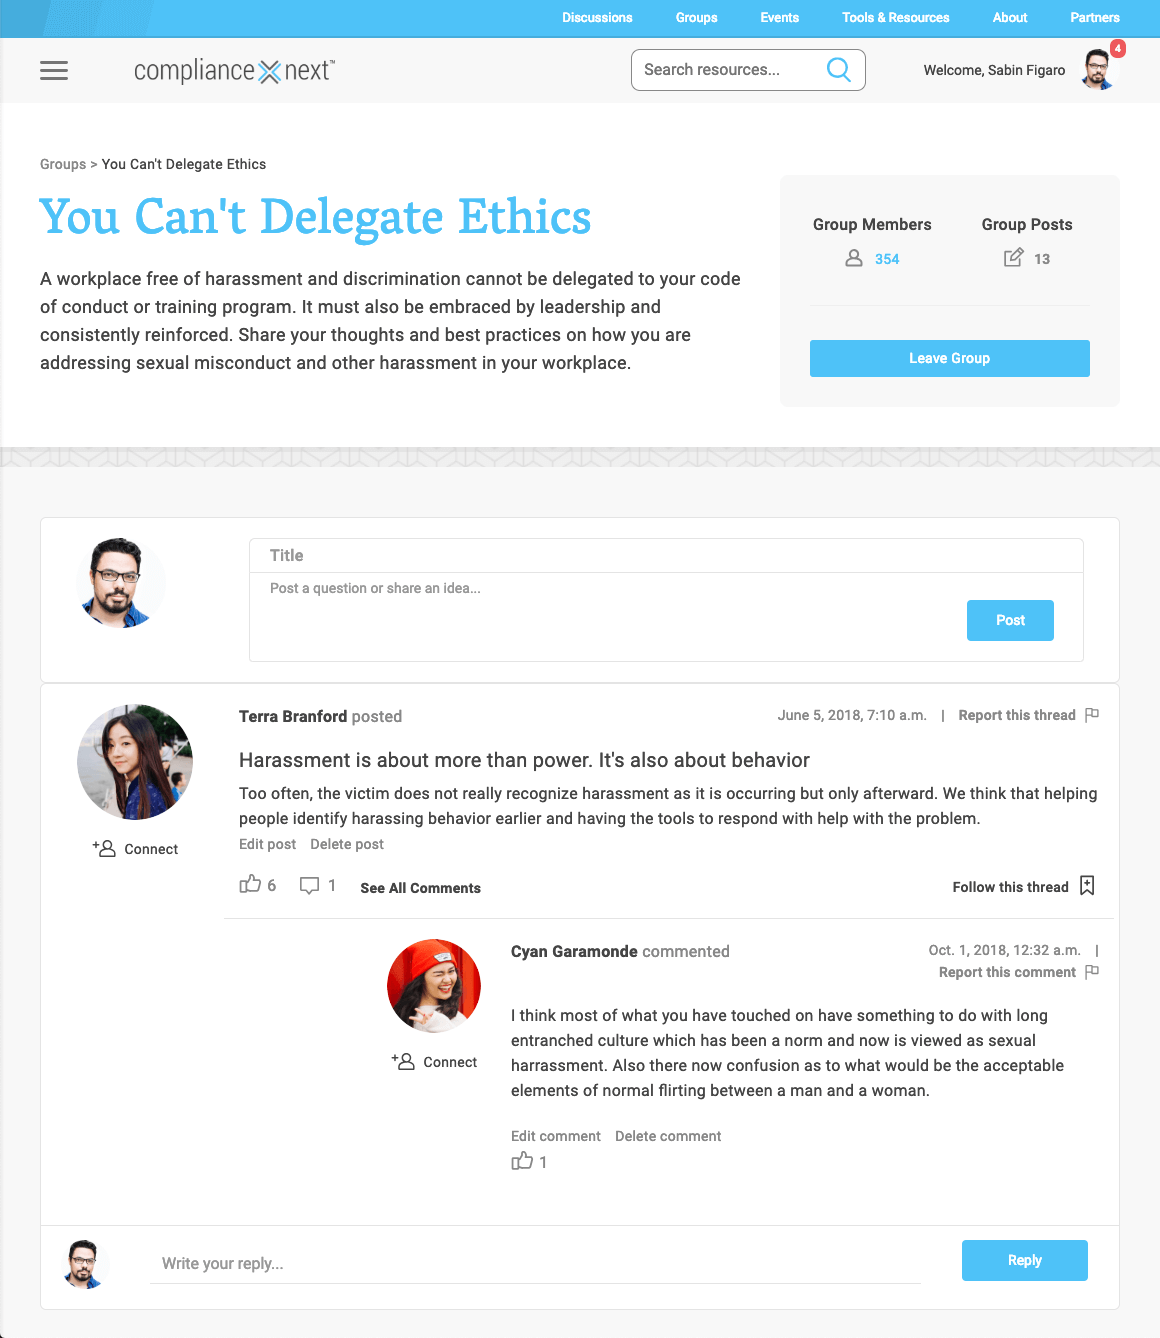 Discussions Groups Events Tools & Resources About Partners
compliance next™
Search resources...
Welcome, Sabin Figaro
4
Groups > You Can't Delegate Ethics
You Can't Delegate Ethics
A workplace free of harassment and discrimination cannot be delegated to your code
of conduct or training program. It must also be embraced by leadership and
consistently reinforced. Share your thoughts and best practices on how you are
addressing sexual misconduct and other harassment in your workplace.
Group Members Group Posts
354 13
Leave Group
Title
Post a question or share an idea...
Post
Terra Branford posted
June 5, 2018, 7:10 a.m. | Report this thread
Harassment is about more than power. It's also about behavior
Too often, the victim does not really recognize harassment as it is occurring but only afterward. We think that helping
people identify harassing behavior earlier and having the tools to respond with help with the problem.
Edit post Delete post
Connect
6 1 See All Comments
Follow this thread
Cyan Garamonde commented
Oct. 1, 2018, 12:32 a.m. |
Report this comment
I think most of what you have touched on have something to do with long
entranched culture which has been a norm and now is viewed as sexual
harrassment. Also there now confusion as to what would be the acceptable
elements of normal flirting between a man and a woman.
Connect
Edit comment Delete comment
1
Write your reply...
Reply